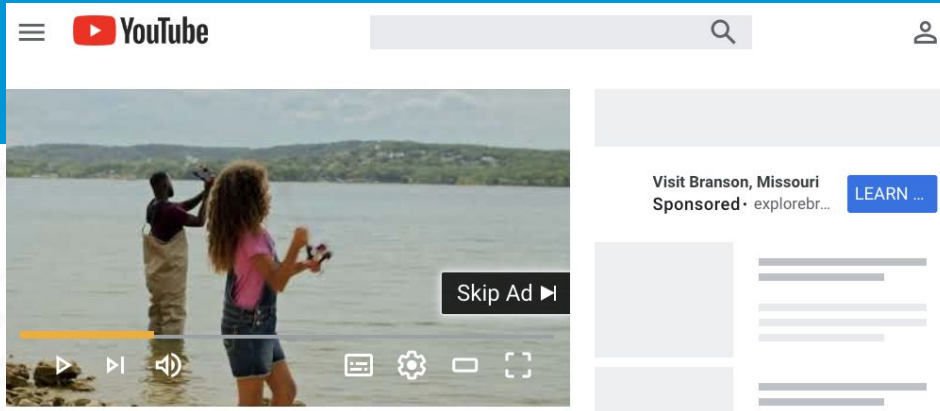 YouTube
Skip Ad
Visit Branson, Missouri
Sponsored · explorebr...
LEARN ...